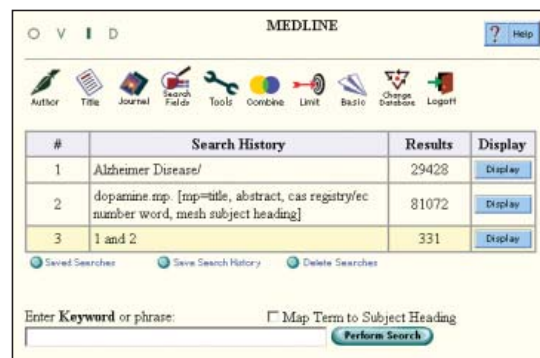 O V I D
MEDLINE
? Help
Author Title Journal Search Fields Tools Combine Limit Basic Change Database Logoff
# Search History Results Display
1 Alzheimer Disease/ 29428 Display
2 dopamine.mp. [mp=title, abstract, cas registry/ec
number word, mesh subject heading] 81072 Display
3 1 and 2 331 Display
Saved Searches Save Search History Delete Searches
Enter Keyword or phrase: Map Term to Subject Heading
Perform Search